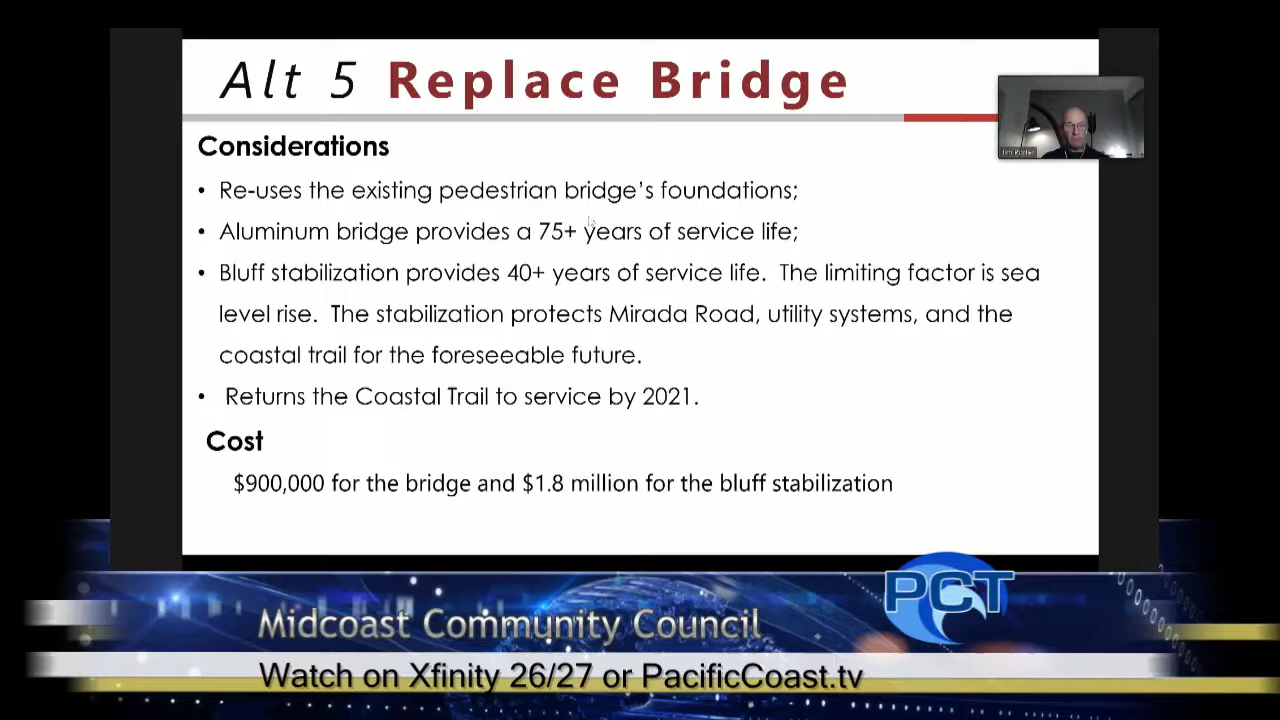 Alt 5 Replace Bridge
Considerations
• Re-uses the existing pedestrian bridge’s foundations;
• Aluminum bridge provides a 75+ years of service life;
• Bluff stabilization provides 40+ years of service life. The limiting factor is sea
level rise. The stabilization protects Mirada Road, utility systems, and the
coastal trail for the foreseeable future.
• Returns the Coastal Trail to service by 2021.
Cost
$900,000 for the bridge and $1.8 million for the bluff stabilization
PCT
Midcoast Community Council
Watch on Xfinity 26/27 or PacificCoast.tv